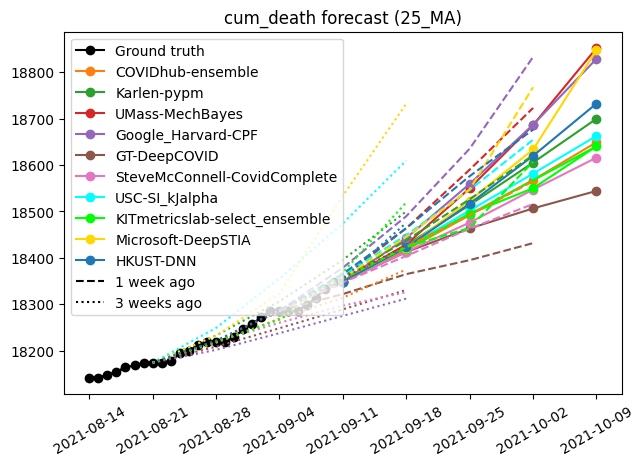 cum_death forecast (25_MA)
18800
18700
18600
18500
18400
18300
18200
Ground truth
COVIDhub-ensemble
Karlen-pypm
UMass-MechBayes
Google_Harvard-CPF
GT-DeepCOVID
SteveMcConnell-CovidComplete
USC-SI_kJalpha
KITmetricslab-select_ensemble
Microsoft-DeepSTIA
HKUST-DNN
1 week ago
3 weeks ago
2021-08-14
2021-08-21
2021-08-28
2021-09-04
2021-09-11
2021-09-18
2021-09-25
2021-10-02
2021-10-09